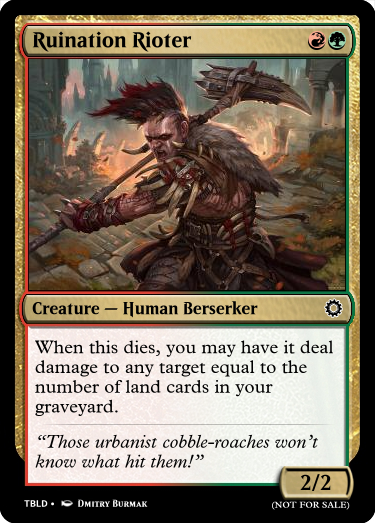 Ruination Rioter
Creature — Human Berserker
When this dies, you may have it deal
damage to any target equal to the
number of land cards in your
graveyard.
“Those urbanist cobble-roaches won’t
know what hit them!”
2/2
TBLD • Dmitry Burmak
(NOT FOR SALE)